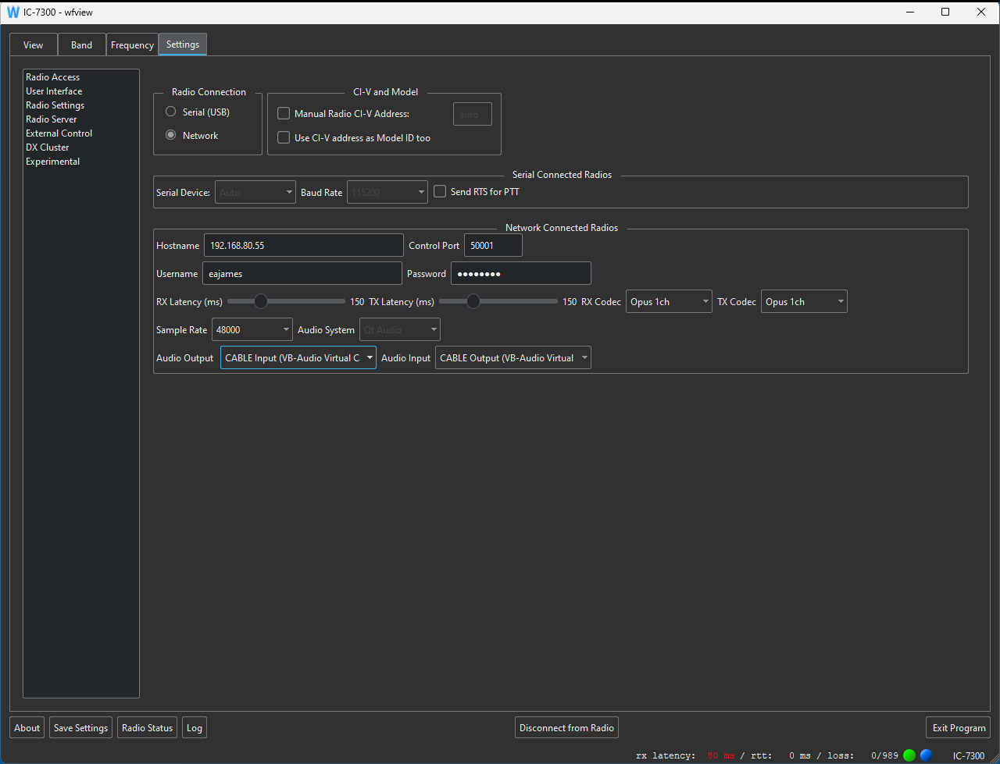 W IC-7300 - wfview
View Band Frequency Settings
Radio Access
User Interface
Radio Settings
Radio Server
External Control
DX Cluster
Experimental
Radio Connection
Serial (USB)
Network
CI-V and Model
Manual Radio CI-V Address: auto
Use CI-V address as Model ID too
Serial Connected Radios
Serial Device: Auto Baud Rate 115200 Send RTS for PTT
Network Connected Radios
Hostname 192.168.80.55 Control Port 50001
Username eajames Password ●●●●●●●●
RX Latency (ms) 150 TX Latency (ms) 150 RX Codec Opus 1ch TX Codec Opus 1ch
Sample Rate 48000 Audio System Qt Audio
Audio Output CABLE Input (VB-Audio Virtual C Audio Input CABLE Output (VB-Audio Virtual
About Save Settings Radio Status Log Disconnect from Radio Exit Program
rx latency: 80 ms / rtt: 0 ms / loss: 0/989 IC-7300